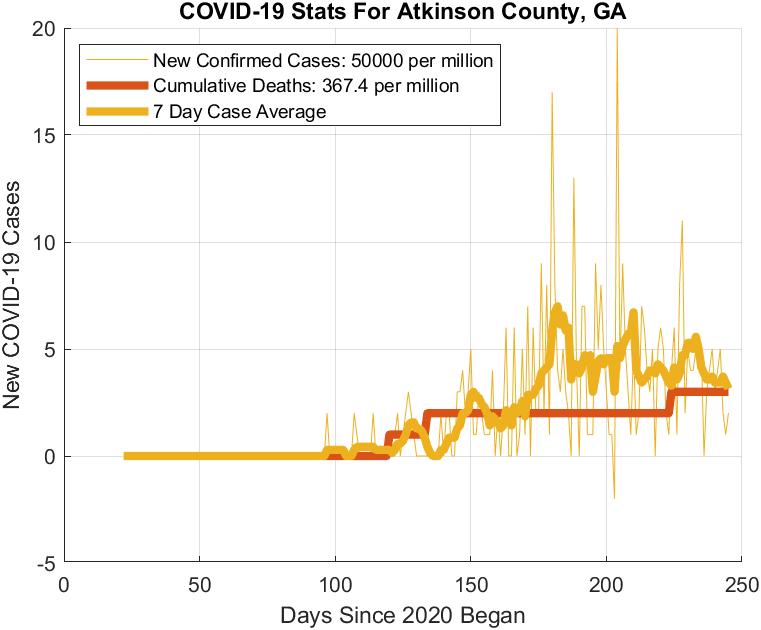 COVID-19 Stats For Atkinson County, GA
New Confirmed Cases: 50000 per million
Cumulative Deaths: 367.4 per million
7 Day Case Average
20
15
10
5
0
-5
New COVID-19 Cases
0 50 100 150 200 250
Days Since 2020 Began